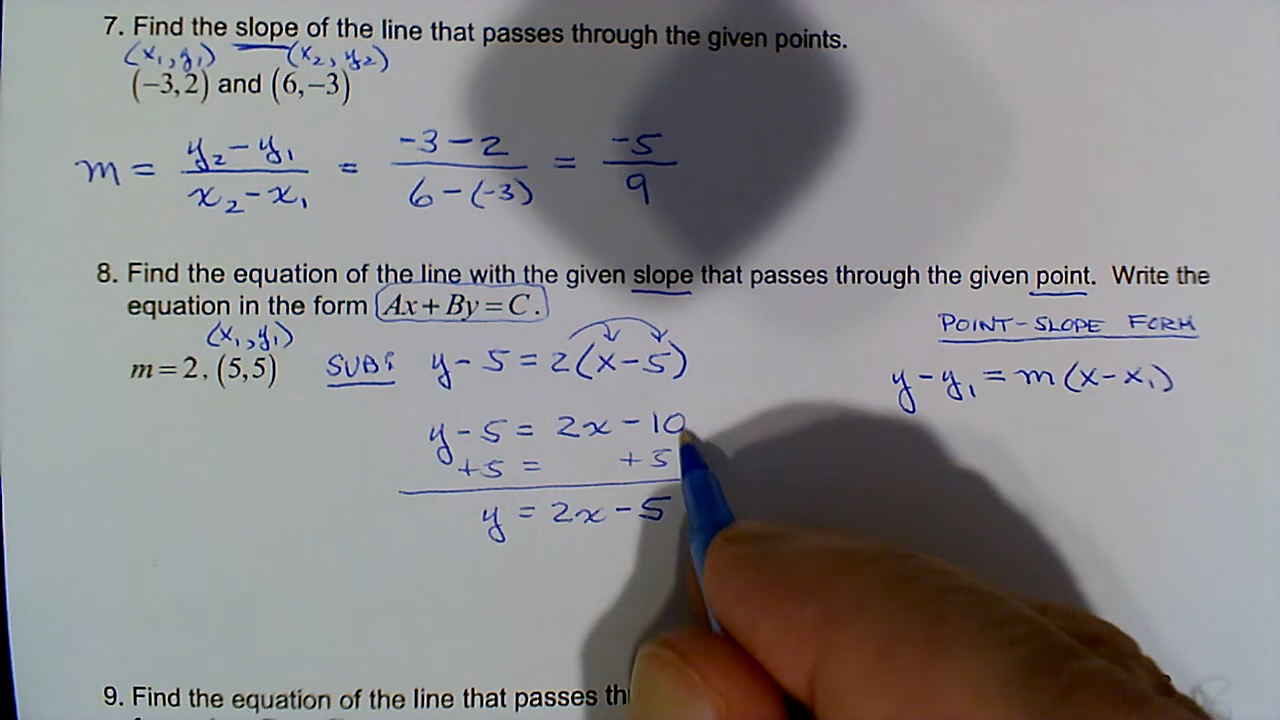 7. Find the slope of the line that passes through the given points.
(x₁,y₁) (x₂,y₂)
(−3,2) and (6,−3)
m = y₂−y₁ / x₂−x₁ = −3−2 / 6−(−3) = −5 / 9
8. Find the equation of the line with the given slope that passes through the given point. Write the
equation in the form Ax+By=C.
(x₁,y₁)
POINT-SLOPE FORM
m=2, (5,5) SUB: y−5=2(x−5)
y−y₁=m(x−x₁)
y−5=2x−10
+5= +5
y=2x−5
9. Find the equation of the line that passes